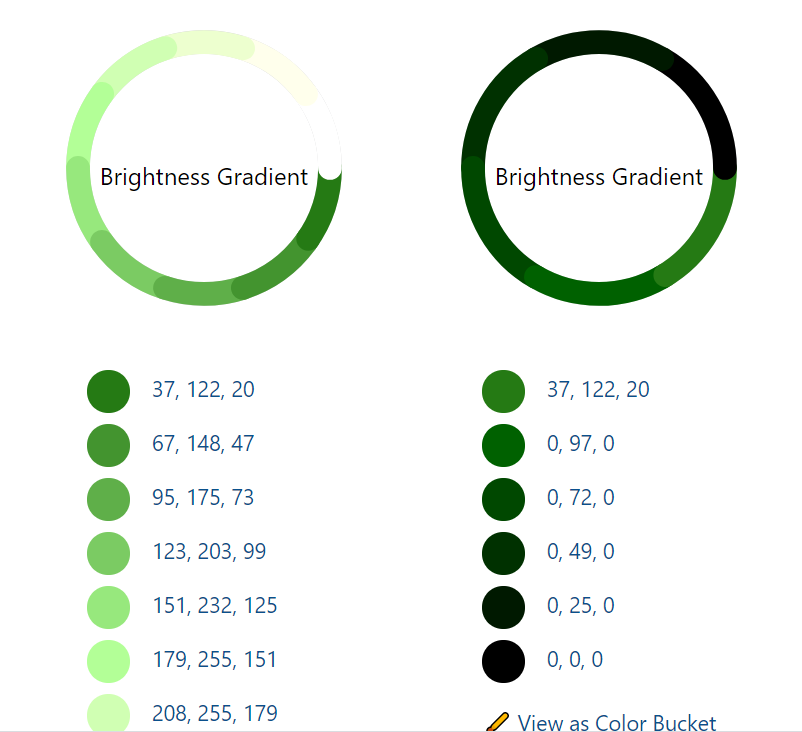 Brightness Gradient
Brightness Gradient
37, 122, 20
67, 148, 47
95, 175, 73
123, 203, 99
151, 232, 125
179, 255, 151
208, 255, 179
37, 122, 20
0, 97, 0
0, 72, 0
0, 49, 0
0, 25, 0
0, 0, 0
View as Color Bucket